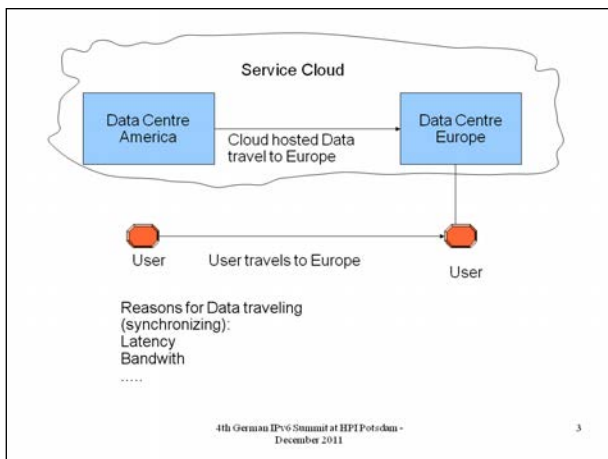 Service Cloud
Data Centre
America
Data Centre
Europe
Cloud hosted Data
travel to Europe
User
User travels to Europe
User
Reasons for Data traveling
(synchronizing):
Latency
Bandwith
.....
4th German IPv6 Summit at HPI Potsdam -
December 2011
3